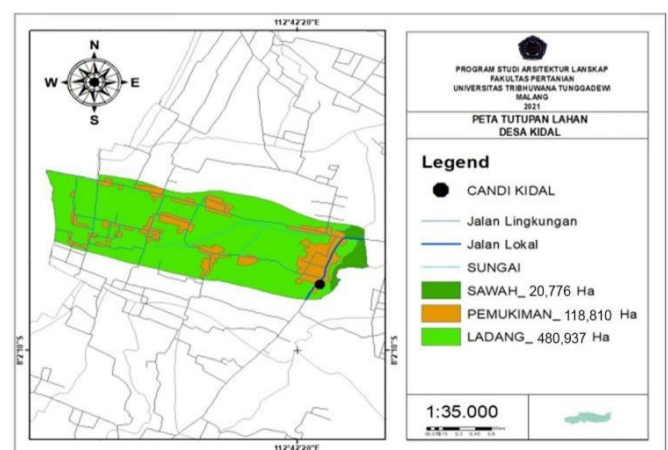 112°42'20"E
N
W
E
S
8°2'10"S
8°2'10"S
112°42'20"E
PROGRAM STUDI ARSITEKTUR LANSKAP
FAKULTAS PERTANIAN
UNIVERSITAS TRIBHUWANA TUNGGADEWI
MALANG
2021
PETA TUTUPAN LAHAN
DESA KIDAL
Legend
CANDI KIDAL
Jalan Lingkungan
Jalan Lokal
SUNGAI
SAWAH_ 20,776 Ha
PEMUKIMAN_ 118,810 Ha
LADANG_ 480,937 Ha
1:35.000